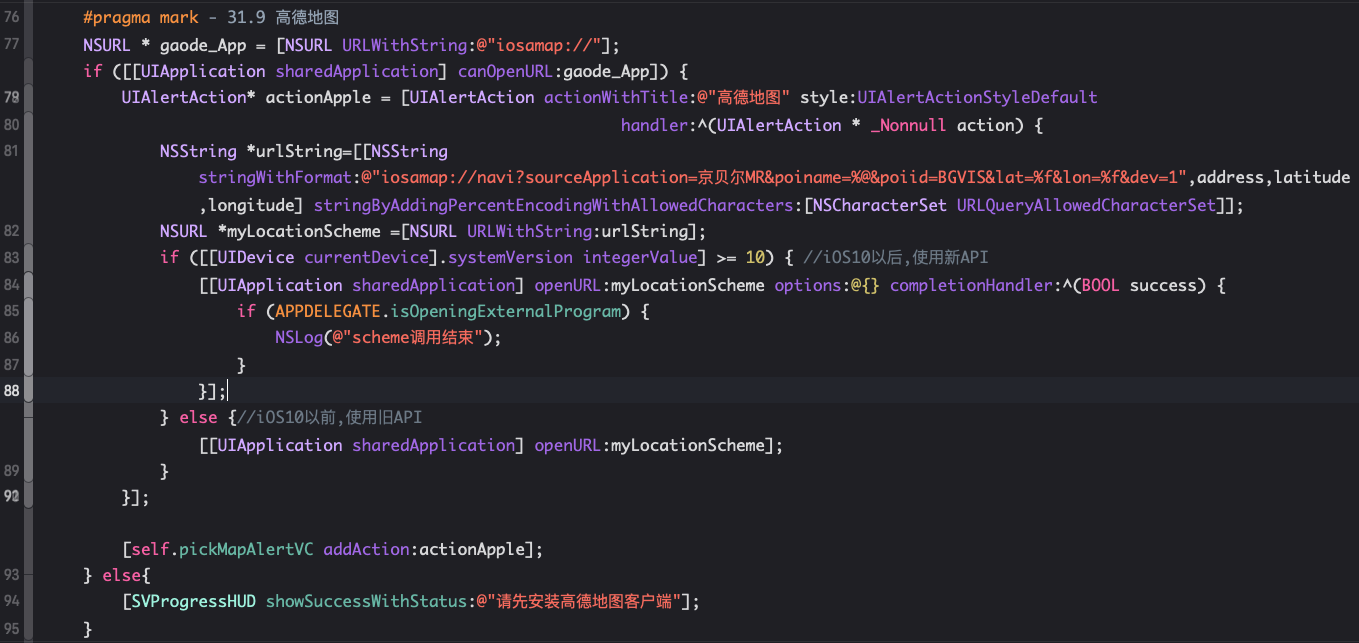 76 #pragma mark - 31.9 高德地图
77 NSURL * gaode_App = [NSURL URLWithString:@"iosamap://"];
if ([[UIApplication sharedApplication] canOpenURL:gaode_App]) {
UIAlertAction* actionApple = [UIAlertAction actionWithTitle:@"高德地图" style:UIAlertActionStyleDefault
80 handler:^(UIAlertAction * _Nonnull action) {
81 NSString *urlString=[[NSString
stringWithFormat:@"iosamap://navi?sourceApplication=京贝尔MR&poiname=%@&poiid=BGVIS&lat=%f&lon=%f&dev=1",address,latitude
,longitude] stringByAddingPercentEncodingWithAllowedCharacters:[NSCharacterSet URLQueryAllowedCharacterSet]];
82 NSURL *myLocationScheme =[NSURL URLWithString:urlString];
83 if ([[UIDevice currentDevice].systemVersion integerValue] >= 10) { //iOS10以后,使用新API
84 [[UIApplication sharedApplication] openURL:myLocationScheme options:@{} completionHandler:^(BOOL success) {
85 if (APPDELEGATE.isOpeningExternalProgram) {
86 NSLog(@"scheme调用结束");
87 }
88 }];
} else {//iOS10以前,使用旧API
[[UIApplication sharedApplication] openURL:myLocationScheme];
89 }
}];
[self.pickMapAlertVC addAction:actionApple];
93 } else{
94 [SVProgressHUD showSuccessWithStatus:@"请先安装高德地图客户端"];
95 }